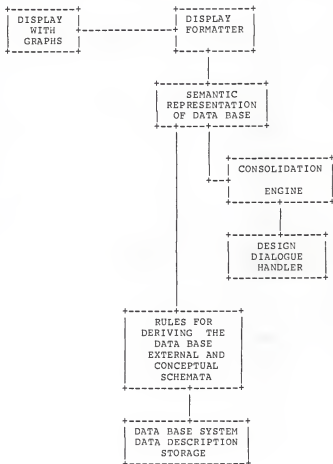 DISPLAY
WITH
GRAPHS
DISPLAY
FORMATTER
SEMANTIC
REPRESENTATION
OF DATA BASE
CONSOLIDATION
ENGINE
DESIGN
DIALOGUE
HANDLER
RULES FOR
DERIVING THE
DATA BASE
EXTERNAL AND
CONCEPTUAL
SCHEMATA
DATA BASE SYSTEM
DATA DESCRIPTION
STORAGE